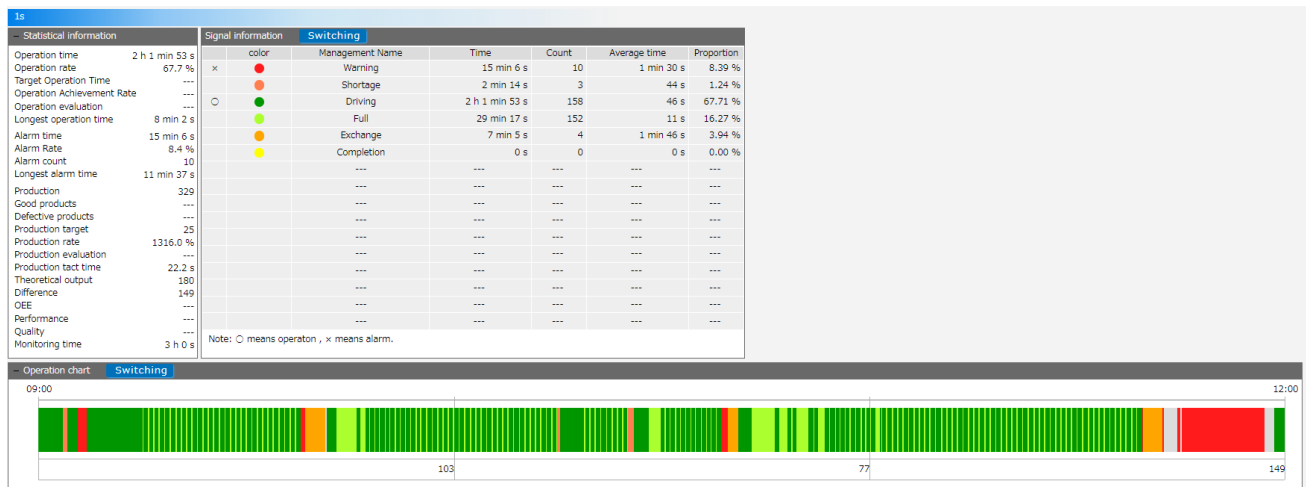 1s
− Statistical information
Operation time 2 h 1 min 53 s
Operation rate 67.7 %
Target Operation Time ---
Operation Achievement Rate ---
Operation evaluation ---
Longest operation time 8 min 2 s
Alarm time 15 min 6 s
Alarm Rate 8.4 %
Alarm count 10
Longest alarm time 11 min 37 s
Production 329
Good products ---
Defective products ---
Production target 25
Production rate 1316.0 %
Production evaluation ---
Production tact time 22.2 s
Theoretical output 180
Difference 149
OEE ---
Performance ---
Quality ---
Monitoring time 3 h 0 s
Signal information Switching
color Management Name Time Count Average time Proportion
× Warning 15 min 6 s 10 1 min 30 s 8.39 %
Shortage 2 min 14 s 3 44 s 1.24 %
○ Driving 2 h 1 min 53 s 158 46 s 67.71 %
Full 29 min 17 s 152 11 s 16.27 %
Exchange 7 min 5 s 4 1 min 46 s 3.94 %
Completion 0 s 0 0 s 0.00 %
--- --- --- --- ---
--- --- --- --- ---
--- --- --- --- ---
--- --- --- --- ---
--- --- --- --- ---
--- --- --- --- ---
--- --- --- --- ---
--- --- --- --- ---
--- --- --- --- ---
--- --- --- --- ---
Note: ○ means operaton , × means alarm.
− Operation chart Switching
09:00 12:00
103 77 149